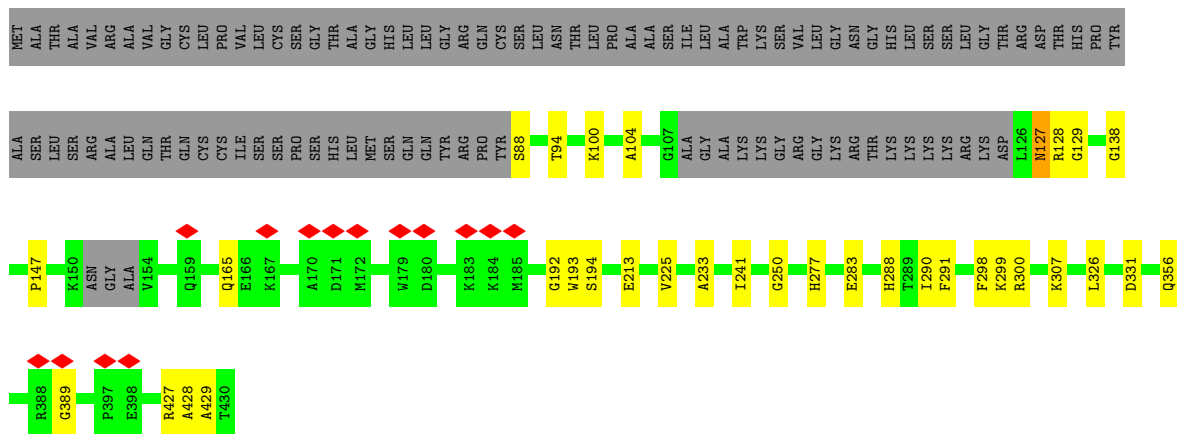 MET ALA THR ALA VAL ARG ALA VAL GLY CYS LEU PRO VAL LEU CYS SER GLY THR ALA GLY HIS LEU LEU GLY ARG GLN CYS SER LEU ASN THR LEU PRO ALA ALA SER ILE LEU ALA TRP LYS SER VAL LEU GLY ASN GLY HIS LEU SER SER LEU GLY THR ARG ASP THR HIS PRO TYR
ALA SER LEU SER ARG ALA LEU GLN THR GLN CYS CYS ILE SER SER PRO SER HIS LEU MET SER GLN GLN TYR ARG PRO TYR S88 T94 K100 A104 G107 ALA GLY ALA LYS LYS GLY ARG GLY LYS ARG THR LYS LYS LYS LYS ARG LYS ASP L126 N127 R128 G129 G138
P147 K150 ASN GLY ALA V154 Q159 Q165 E166 K167 A170 D171 M172 W179 D180 K183 K184 M185 G192 W193 S194 E213 V225 A233 I241 G250 H277 E283 H288 T289 I290 F291 F298 K299 R300 K307 L326 D331 Q356
R388 G389 P397 E398 R427 A428 A429 T430